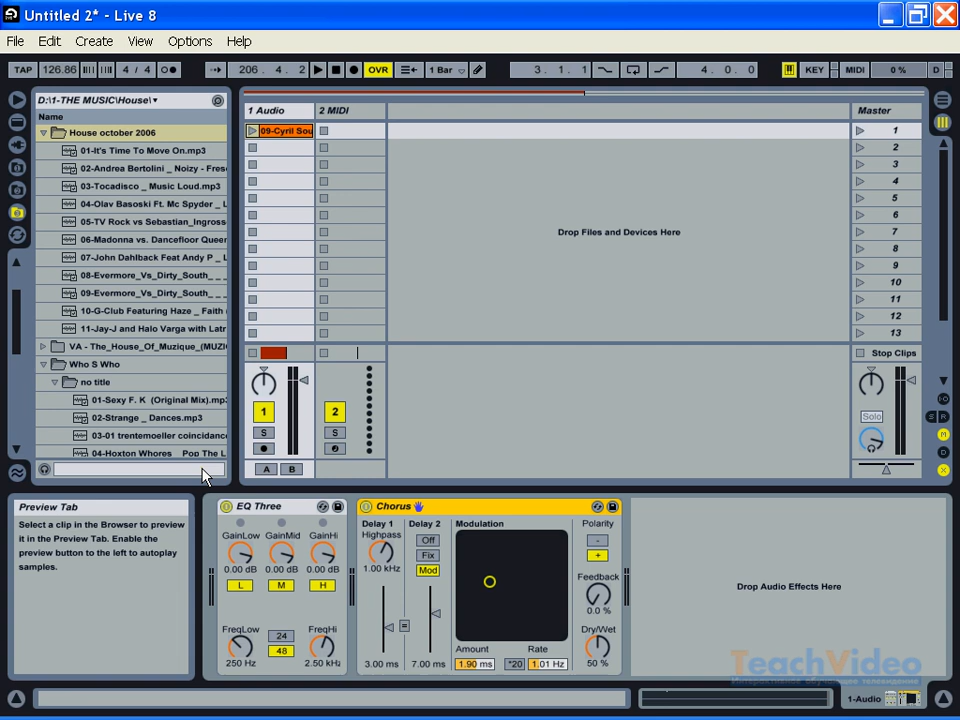 Untitled 2* - Live 8
File Edit Create View Options Help
TAP 126.86 4 / 4 206. 4. 2 OVR 1 Bar 3. 1. 1 4. 0. 0 KEY MIDI 0 % D
D:\1-THE MUSIC\House\
Name
House october 2006
01-It's Time To Move On.mp3
02-Andrea Bertolini _ Noizy - Fres
03-Tocadisco _ Music Loud.mp3
04-Olav Basoski Ft. Mc Spyder _ L
05-TV Rock vs Sebastian_Ingross
06-Madonna vs. Dancefloor Queer
07-John Dahlback Feat Andy P _ L
08-Evermore_Vs_Dirty_South_ _ _
09-Evermore_Vs_Dirty_South_ _ _
10-G-Club Featuring Haze _ Faith
11-Jay-J and Halo Varga with Latr
VA - The_House_Of_Muzique_(MUZI
Who S Who
no title
01-Sexy F. K (Original Mix).mp3
02-Strange _ Dances.mp3
03-01 trentemoeller coincidanc
04-Hoxton Whores _ Pop The L
1 Audio 2 MIDI Master
09-Cyril Sou
1
2
3
4
5
6
7
8
9
10
11
12
13
Drop Files and Devices Here
Stop Clips
1 2 Solo
S S
A B
S R
M
D
X
Preview Tab
Select a clip in the Browser to preview
it in the Preview Tab. Enable the
preview button to the left to autoplay
samples.
EQ Three
GainLow GainMid GainHi
0.00 dB 0.00 dB 0.00 dB
L M H
FreqLow 24 FreqHi
48
250 Hz 2.50 kHz
Chorus
Delay 1 Delay 2 Modulation Polarity
Highpass Off -
Fix +
1.00 kHz Mod
Feedback
0.0 %
Amount Rate Dry/Wet
3.00 ms 7.00 ms 1.90 ms *20 1.01 Hz 50 %
Drop Audio Effects Here
TeachVideo
Интерактивное обучающее телевидение
1-Audio